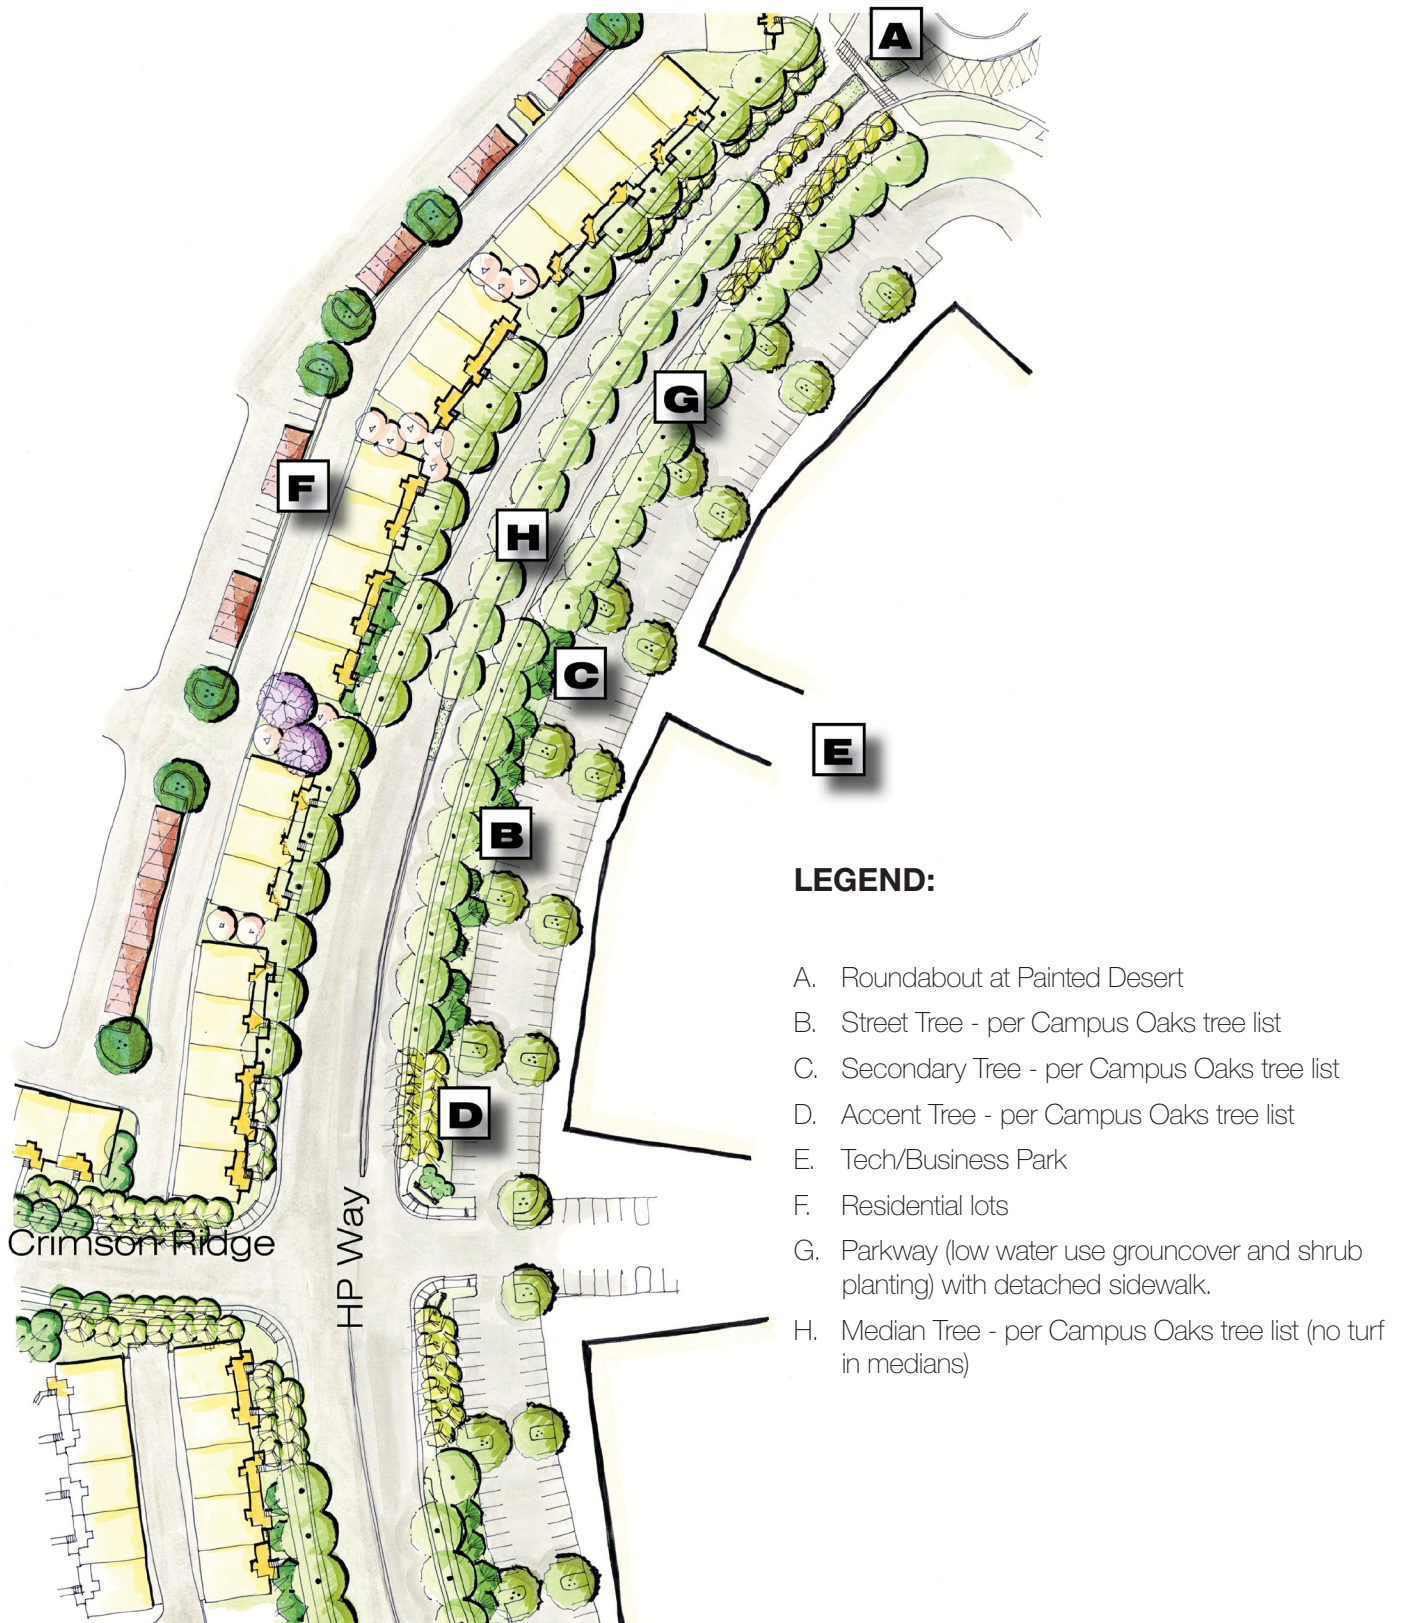 A
G
F
H
C
E
B
D
LEGEND:
A. Roundabout at Painted Desert
B. Street Tree - per Campus Oaks tree list
C. Secondary Tree - per Campus Oaks tree list
D. Accent Tree - per Campus Oaks tree list
E. Tech/Business Park
F. Residential lots
G. Parkway (low water use grouncover and shrub
planting) with detached sidewalk.
H. Median Tree - per Campus Oaks tree list (no turf
in medians)
Crimson Ridge
HP Way